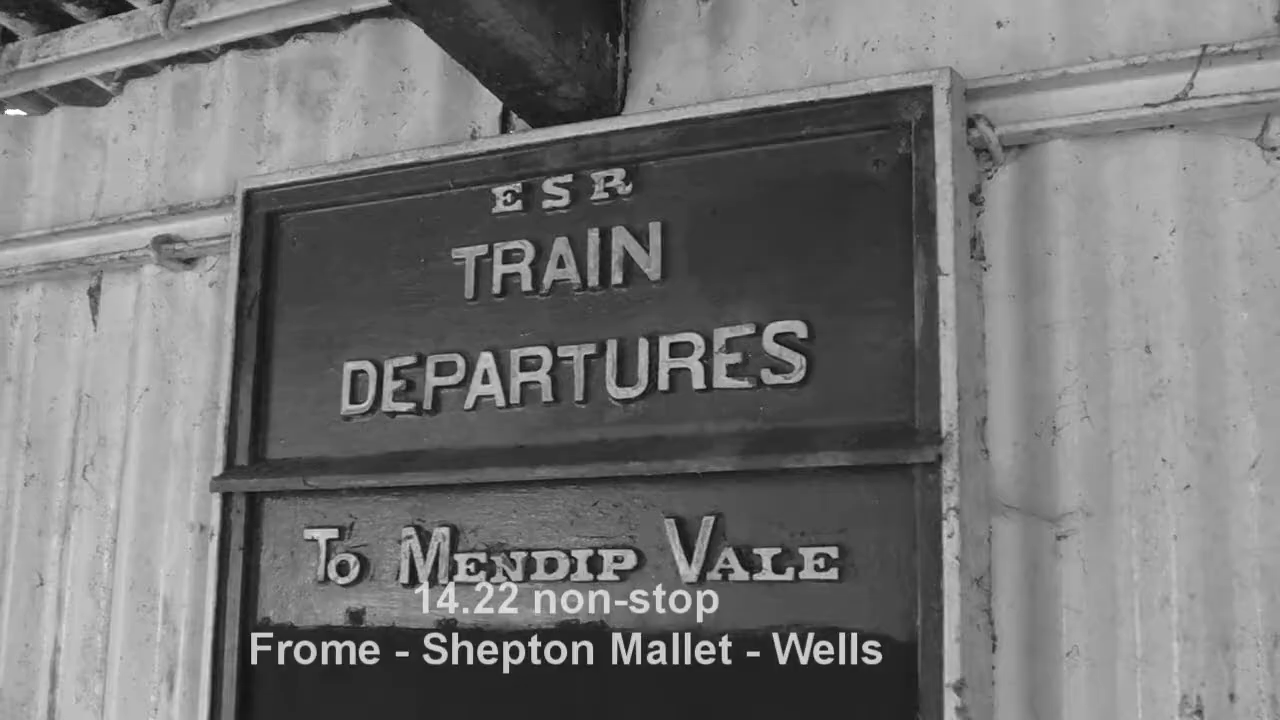 ESR
TRAIN
DEPARTURES
To MENDIP VALE
14.22 non-stop
Frome - Shepton Mallet - Wells